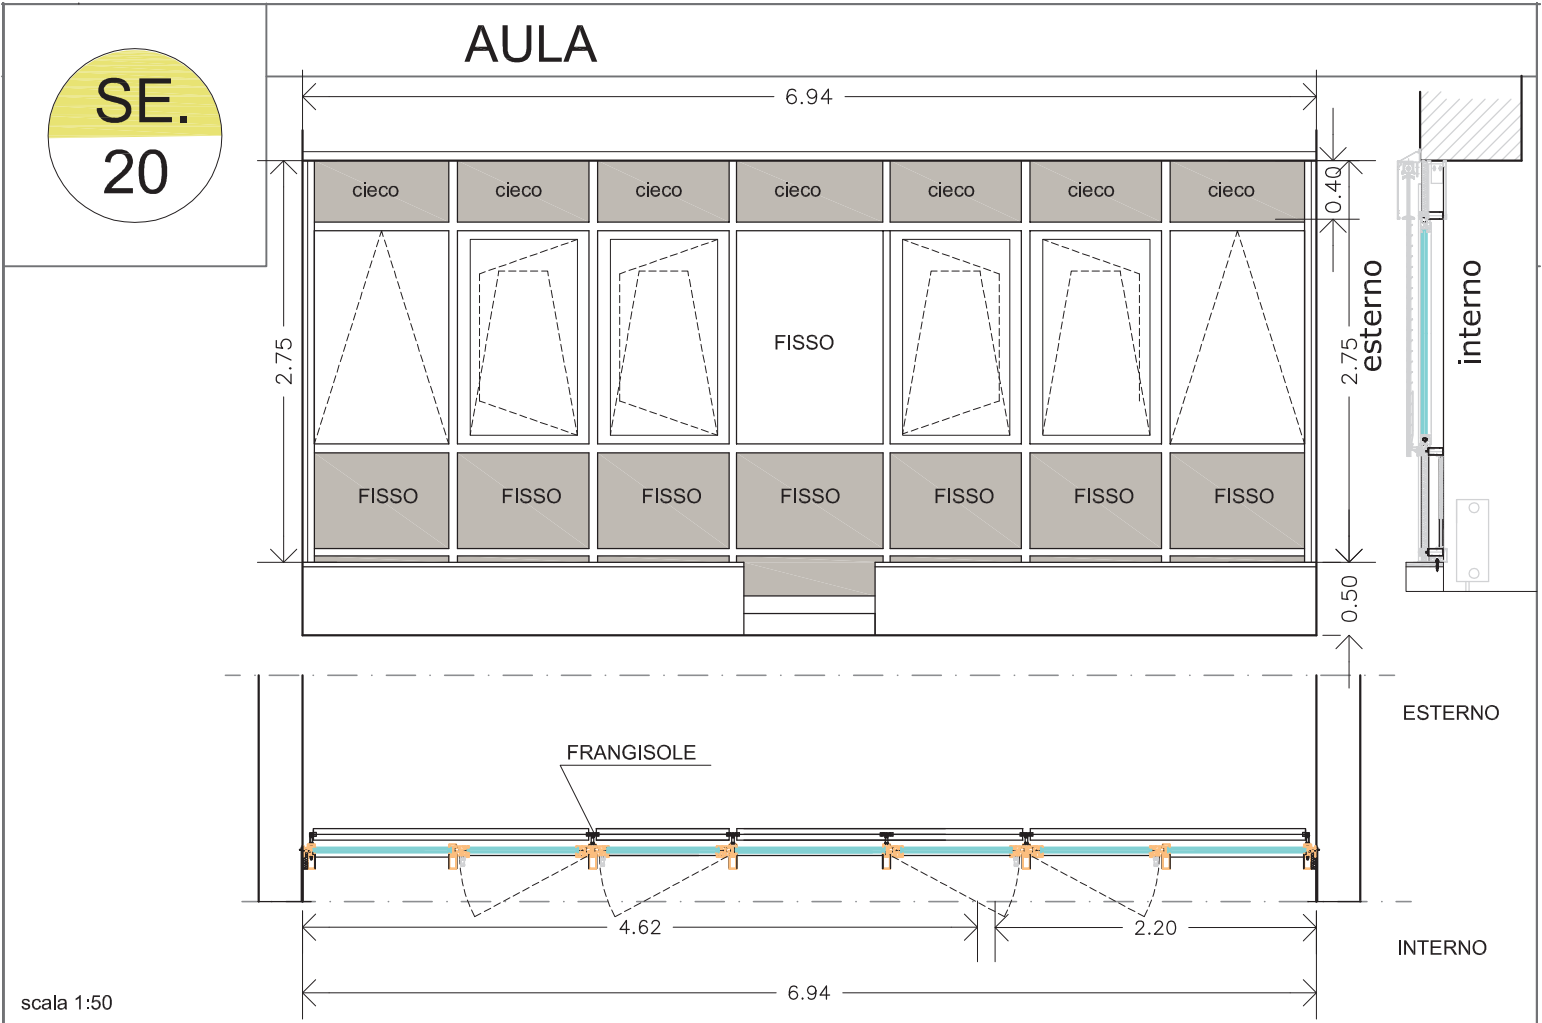 AULA
SE.
20
6.94
cieco
cieco
cieco
cieco
cieco
cieco
cieco
0.40
2.75
FISSO
2.75
esterno
interno
FISSO
FISSO
FISSO
FISSO
FISSO
FISSO
FISSO
0.50
ESTERNO
FRANGISOLE
4.62
2.20
INTERNO
6.94
scala 1:50